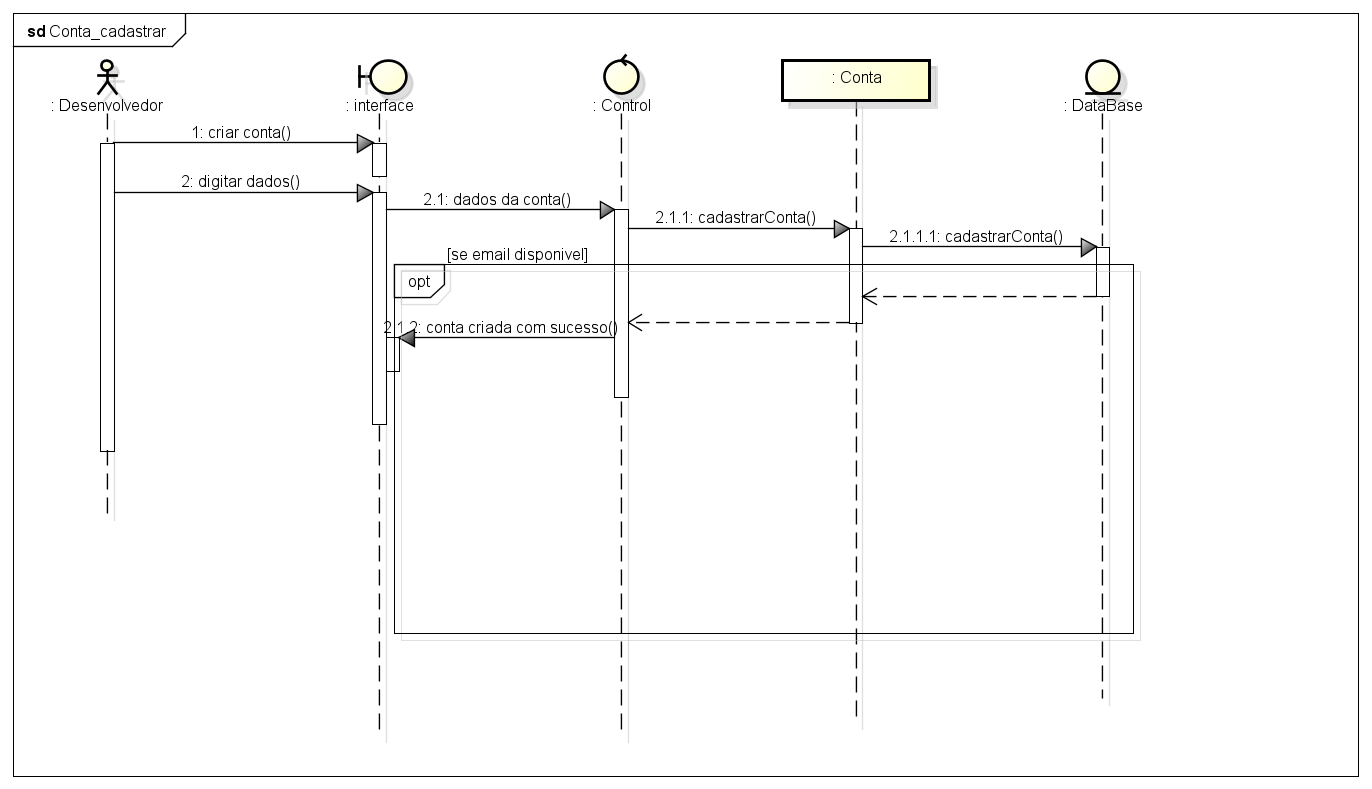 sd Conta_cadastrar
: Desenvolvedor
: interface
: Control
: Conta
: DataBase
1: criar conta()
2: digitar dados()
2.1: dados da conta()
2.1.1: cadastrarConta()
2.1.1.1: cadastrarConta()
[se email disponivel]
opt
2.1.2: conta criada com sucesso()